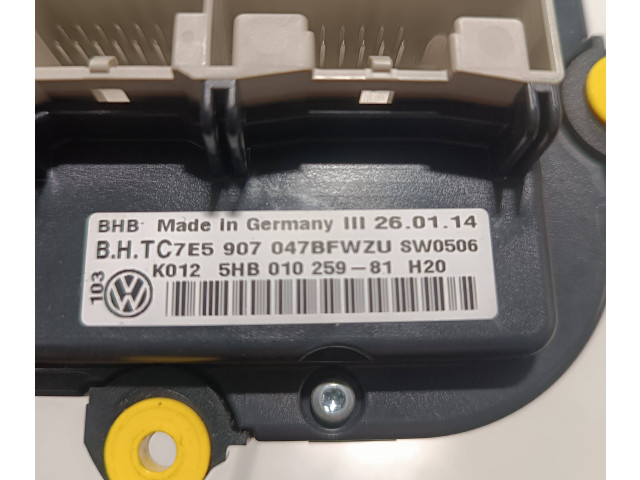 BHB Made in Germany III 26.01.14
B.H.TC7E5 907 047BFWZU SW0506
K012 5HB 010 259-81 H20
103